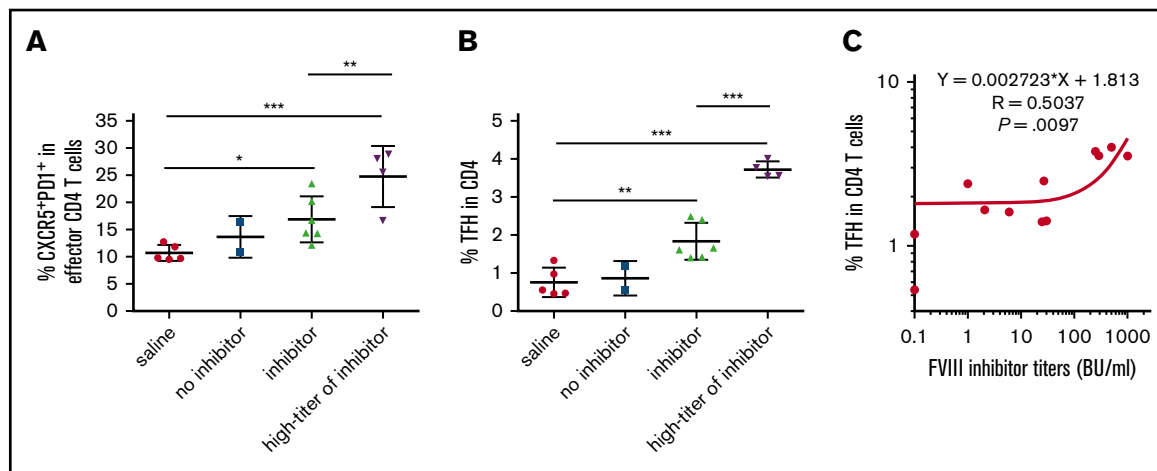 A
% CXCR5+PD1+ in
effector CD4 T cells
35
30
25
20
15
10
5
0
*
***
**
saline
no inhibitor
inhibitor
high-titer of inhibitor
B
% TFH in CD4
5
4
3
2
1
0
**
***
***
saline
no inhibitor
inhibitor
high-titer of inhibitor
C
% TFH in CD4 T cells
10
1
Y = 0.002723*X + 1.813
R = 0.5037
P = .0097
0.1 1 10 100 1000
FVIII inhibitor titers (BU/ml)